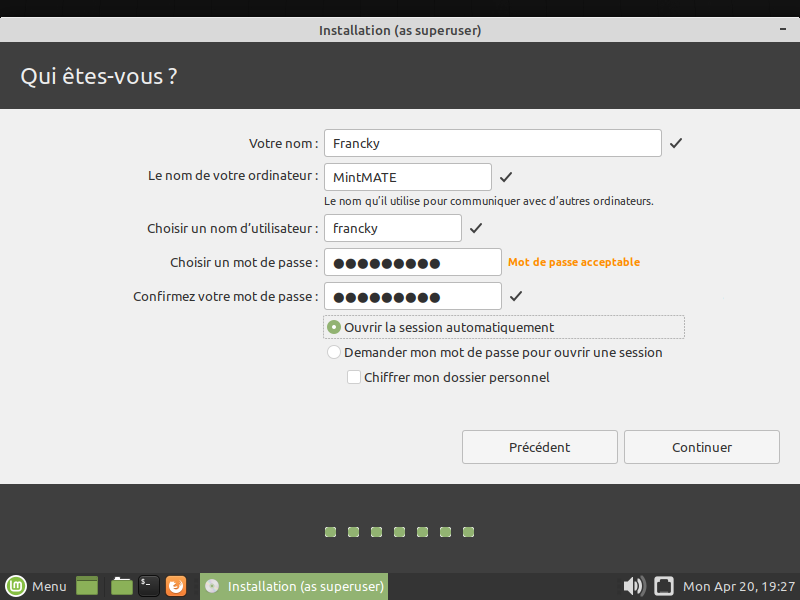 Installation (as superuser)
Qui êtes-vous ?
Votre nom : Francky
Le nom de votre ordinateur : MintMATE
Le nom qu'il utilise pour communiquer avec d'autres ordinateurs.
Choisir un nom d'utilisateur : francky
Choisir un mot de passe : ●●●●●●●●● Mot de passe acceptable
Confirmez votre mot de passe : ●●●●●●●●●
Ouvrir la session automatiquement
Demander mon mot de passe pour ouvrir une session
Chiffrer mon dossier personnel
Précédent Continuer
Menu Installation (as superuser) Mon Apr 20, 19:27